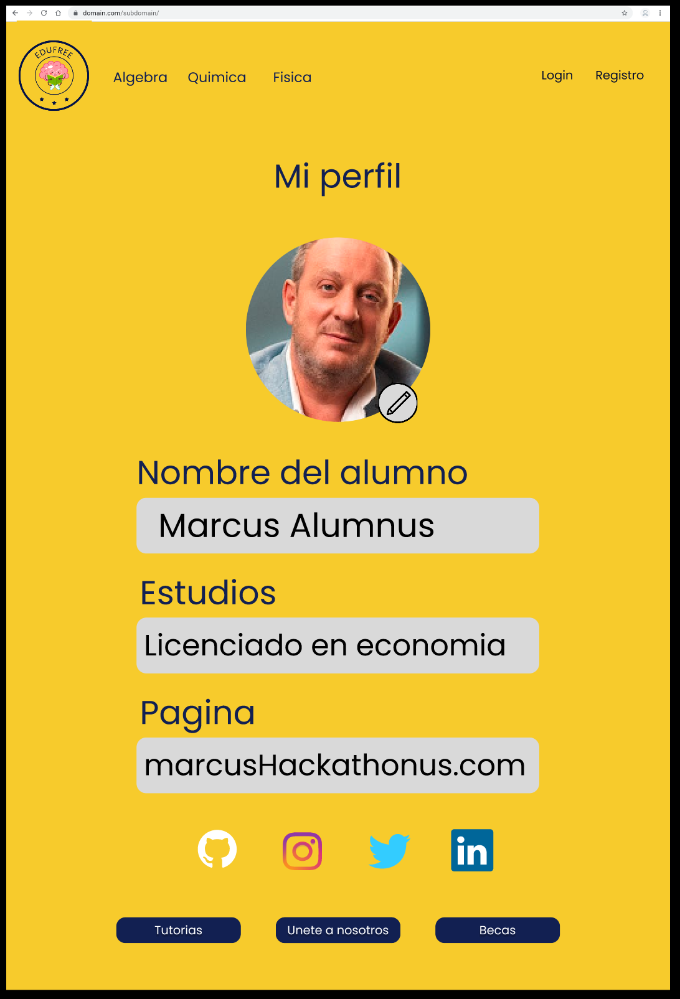 domain.com/subdomain/
EDUFREE
Algebra Quimica Fisica Login Registro
Mi perfil
Nombre del alumno
Marcus Alumnus
Estudios
Licenciado en economia
Pagina
marcusHackathonus.com
in
Tutorias Unete a nosotros Becas